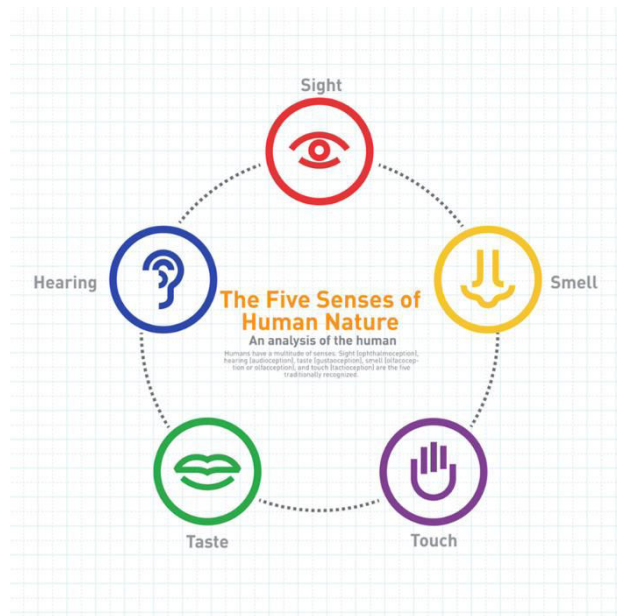 Sight
Hearing
Smell
The Five Senses of
Human Nature
An analysis of the human
Humans have a multitude of senses. Sight (ophthalmoception),
hearing (audioception), taste (gustaoception), smell (olfacocep-
tion or olfacoception), and touch (tactioception) are the five
traditionally recognized.
Taste
Touch